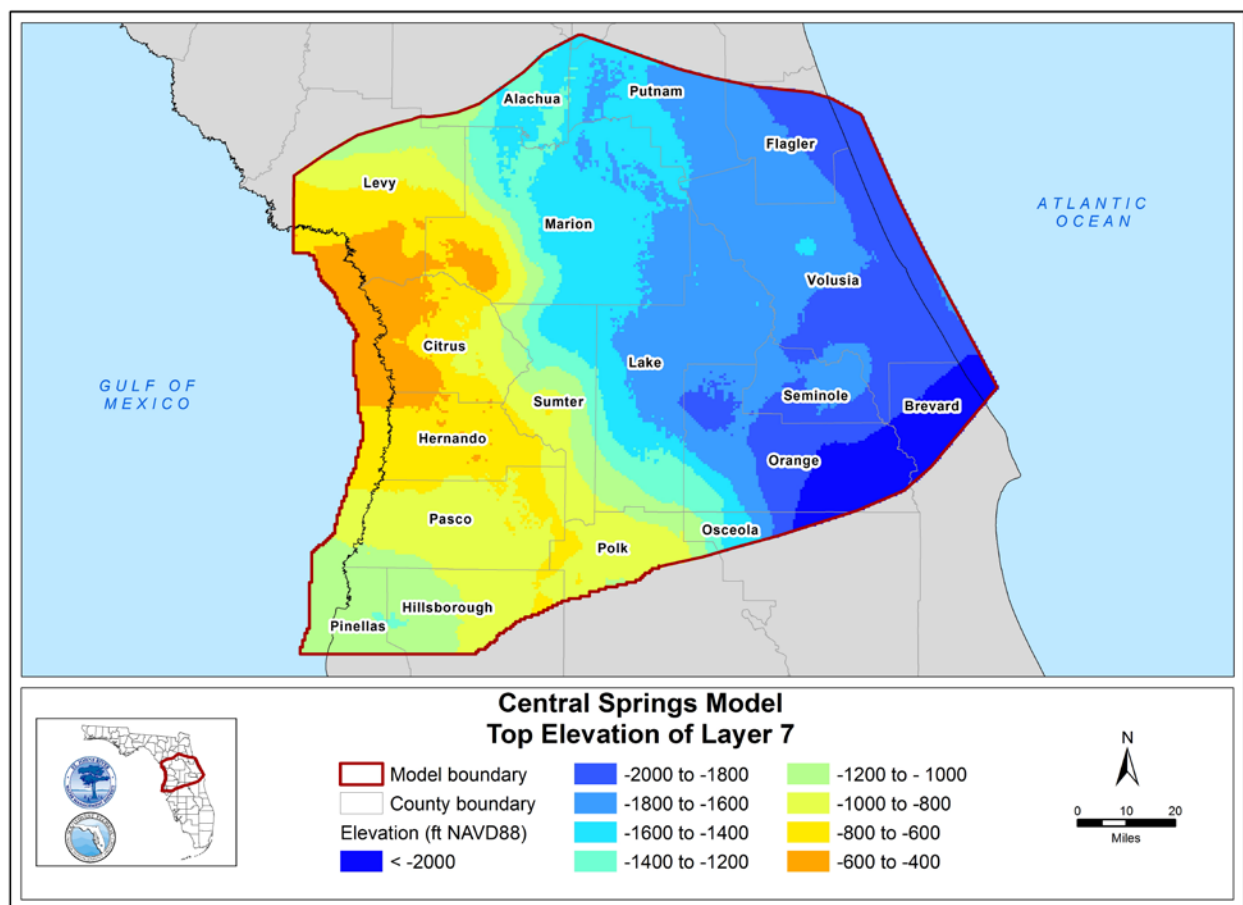 Alachua
Putnam
Flagler
Levy
Marion
ATLANTIC
OCEAN
Volusia
Citrus
Lake
GULF OF
MEXICO
Sumter
Seminole
Brevard
Hernando
Orange
Pasco
Osceola
Polk
Hillsborough
Pinellas
Central Springs Model
Top Elevation of Layer 7
Model boundary
County boundary
Elevation (ft NAVD88)
< -2000
-2000 to -1800
-1800 to -1600
-1600 to -1400
-1400 to -1200
-1200 to - 1000
-1000 to -800
-800 to -600
-600 to -400
N
0 10 20
Miles